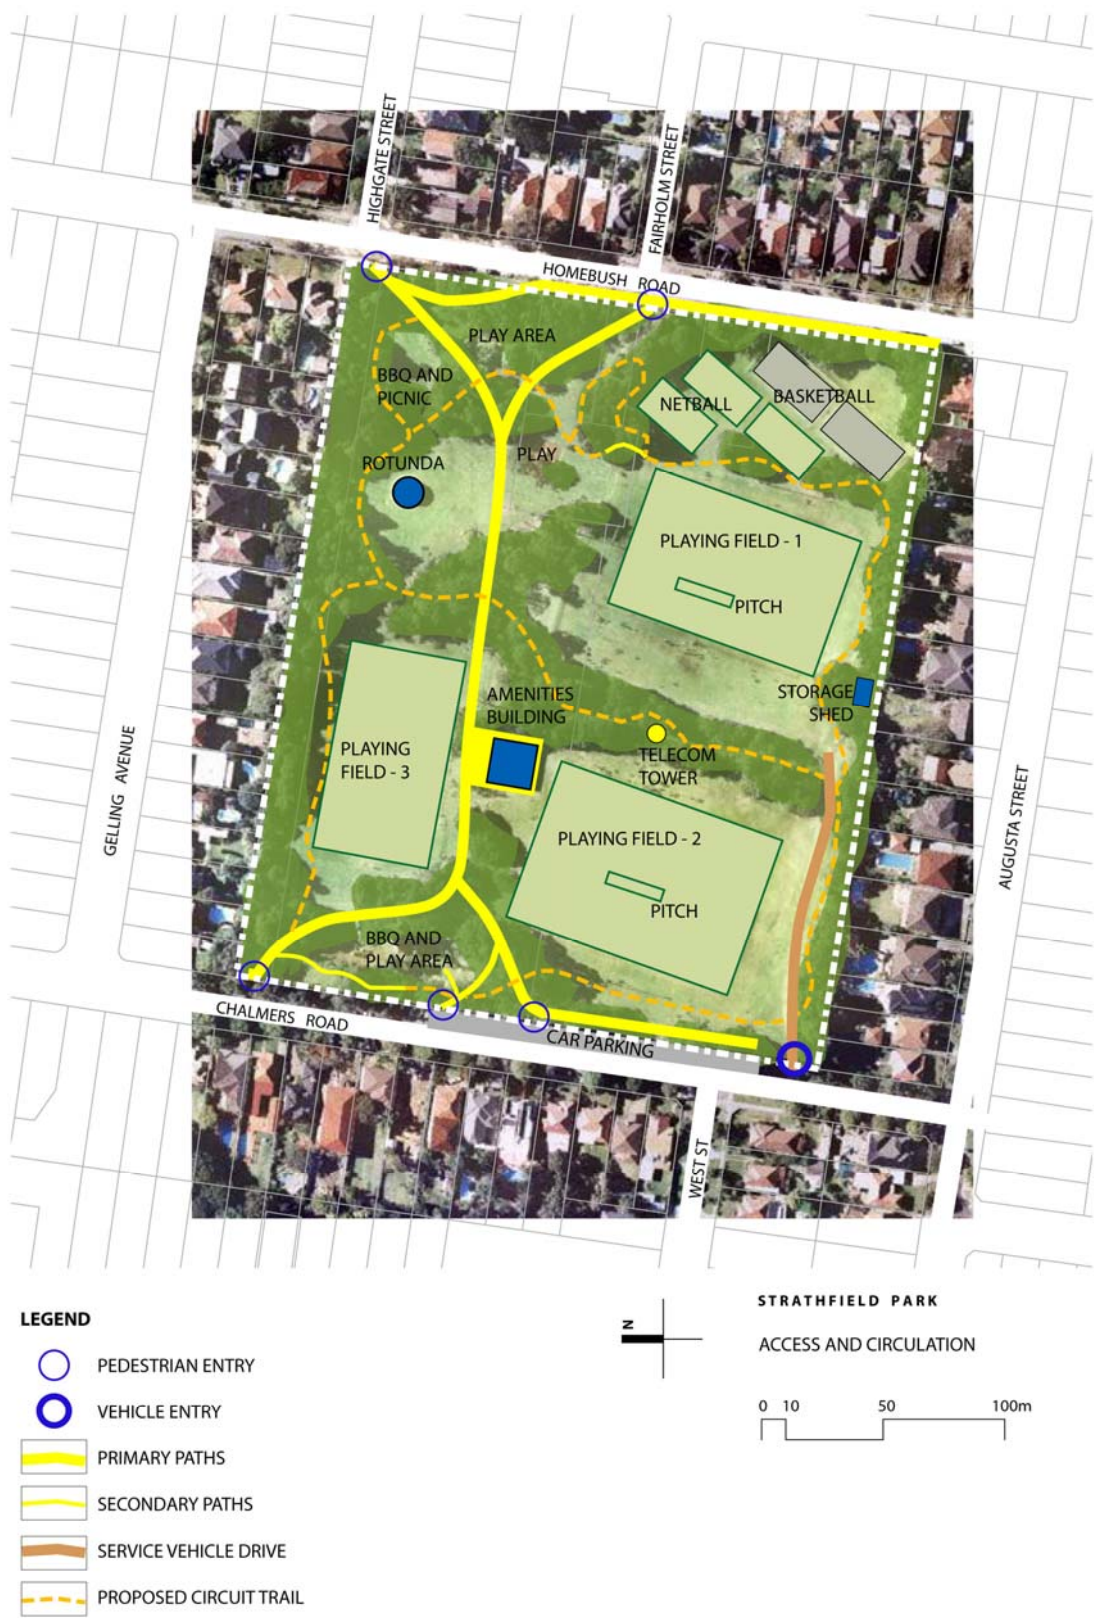 HIGHGATE STREET
FAIRHOLM STREET
HOMEBUSH ROAD
PLAY AREA
BBQ AND
PICNIC
NETBALL
BASKETBALL
ROTUNDA
PLAY
PLAYING FIELD - 1
PITCH
AMENITIES
BUILDING
STORAGE
SHED
PLAYING
FIELD - 3
TELECOM
TOWER
GELLING AVENUE
AUGUSTA STREET
PLAYING FIELD - 2
PITCH
BBQ AND
PLAY AREA
CHALMERS ROAD
CAR PARKING
WEST ST
LEGEND
PEDESTRIAN ENTRY
VEHICLE ENTRY
PRIMARY PATHS
SECONDARY PATHS
SERVICE VEHICLE DRIVE
PROPOSED CIRCUIT TRAIL
N
STRATHFIELD PARK
ACCESS AND CIRCULATION
0 10 50 100m